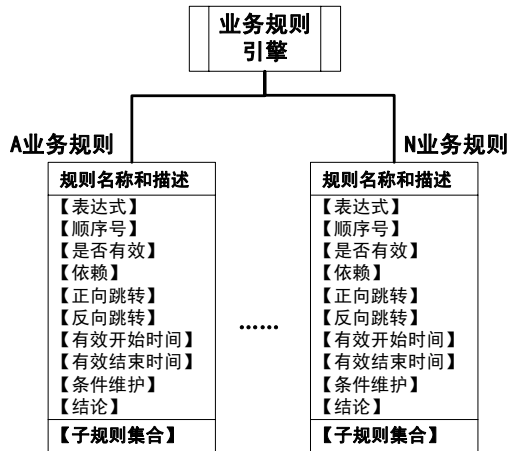 业务规则
引擎
A业务规则
规则名称和描述
【表达式】
【顺序号】
【是否有效】
【依赖】
【正向跳转】
【反向跳转】
【有效开始时间】
【有效结束时间】
【条件维护】
【结论】
【子规则集合】
......
N业务规则
规则名称和描述
【表达式】
【顺序号】
【是否有效】
【依赖】
【正向跳转】
【反向跳转】
【有效开始时间】
【有效结束时间】
【条件维护】
【结论】
【子规则集合】